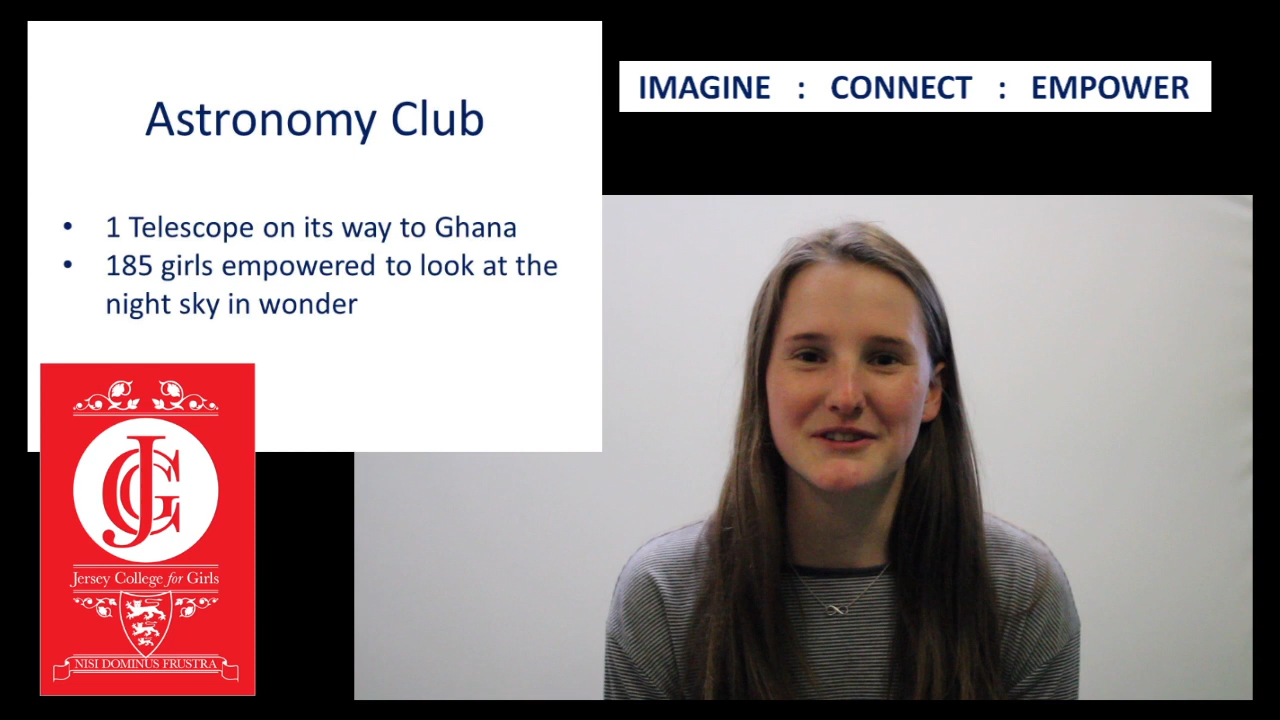 Astronomy Club
IMAGINE : CONNECT : EMPOWER
• 1 Telescope on its way to Ghana
• 185 girls empowered to look at the
night sky in wonder
JCG
Jersey College for Girls
NISI DOMINUS FRUSTRA